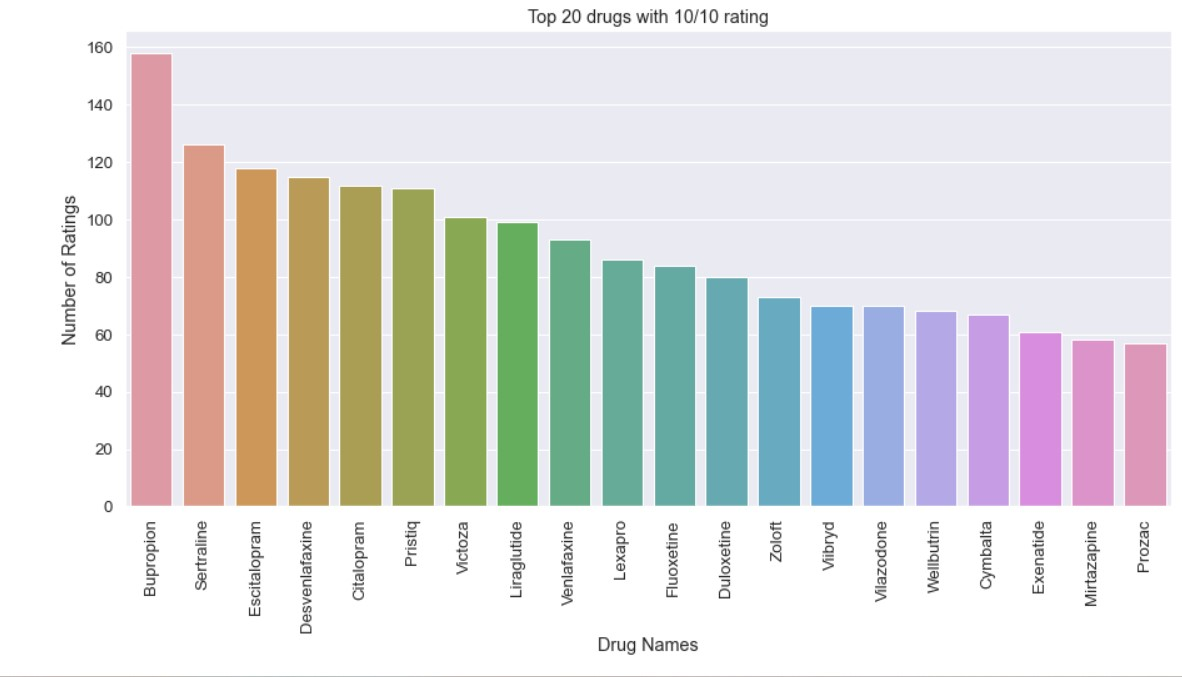 Top 20 drugs with 10/10 rating
160
140
120
100
80
60
40
20
0
Number of Ratings
Bupropion
Sertraline
Escitalopram
Desvenlafaxine
Citalopram
Pristiq
Victoza
Liraglutide
Venlafaxine
Lexapro
Fluoxetine
Duloxetine
Zoloft
Viibryd
Vilazodone
Wellbutrin
Cymbalta
Exenatide
Mirtazapine
Prozac
Drug Names